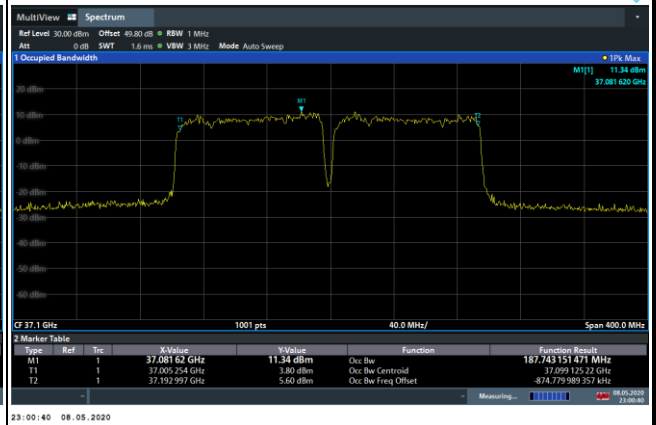 MultiView Spectrum
Ref Level 30.00 dBm Offset 49.80 dB RBW 1 MHz
Att 0 dB SWT 1.6 ms VBW 3 MHz Mode Auto Sweep
1 Occupied Bandwidth 1Pk Max
M1[1] 11.34 dBm
37.081 620 GHz
20 dBm
M1
10 dBm
T1 T2
0 dBm
-10 dBm
-20 dBm
-30 dBm
-40 dBm
-50 dBm
-60 dBm
CF 37.1 GHz 1001 pts 40.0 MHz/ Span 400.0 MHz
2 Marker Table
Type Ref Trc X-Value Y-Value Function Function Result
M1 1 37.081 62 GHz 11.34 dBm Occ Bw 187.743 151 471 MHz
T1 1 37.005 254 GHz 3.80 dBm Occ Bw Centroid 37.099 125 22 GHz
T2 1 37.192 997 GHz 5.60 dBm Occ Bw Freq Offset -874.779 989 357 kHz
Measuring... 08.05.2020
23:00:40
23:00:40 08.05.2020